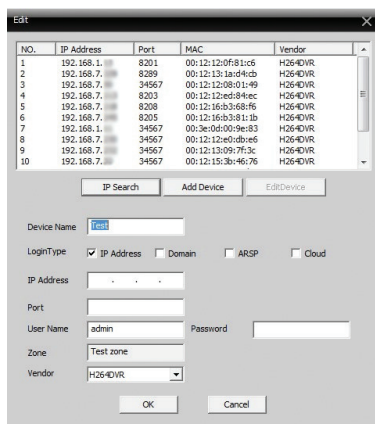 Edit
NO. IP Address Port MAC Vendor
1 192.168.1. 8201 00:12:12:0f:81:c6 H264DVR
2 192.168.7. 8289 00:12:13:1a:d4:cb H264DVR
3 192.168.7. 34567 00:12:12:08:01:49 H264DVR
4 192.168.7. 8203 00:12:12:ed:84:ec H264DVR
5 192.168.7. 8208 00:12:16:b3:68:f6 H264DVR
6 192.168.7. 8205 00:12:16:b3:81:1b H264DVR
7 192.168.1. 34567 00:3e:0d:00:9e:83 H264DVR
8 192.168.7. 34567 00:12:12:e0:db:e6 H264DVR
9 192.168.7. 34567 00:12:13:09:7f:3c H264DVR
10 192.168.7. 34567 00:12:15:3b:46:76 H264DVR
IP Search Add Device EditDevice
Device Name Test
LoginType IP Address Domain ARSP Cloud
IP Address . . .
Port
User Name admin Password
Zone Test zone
Vendor H264DVR
OK Cancel